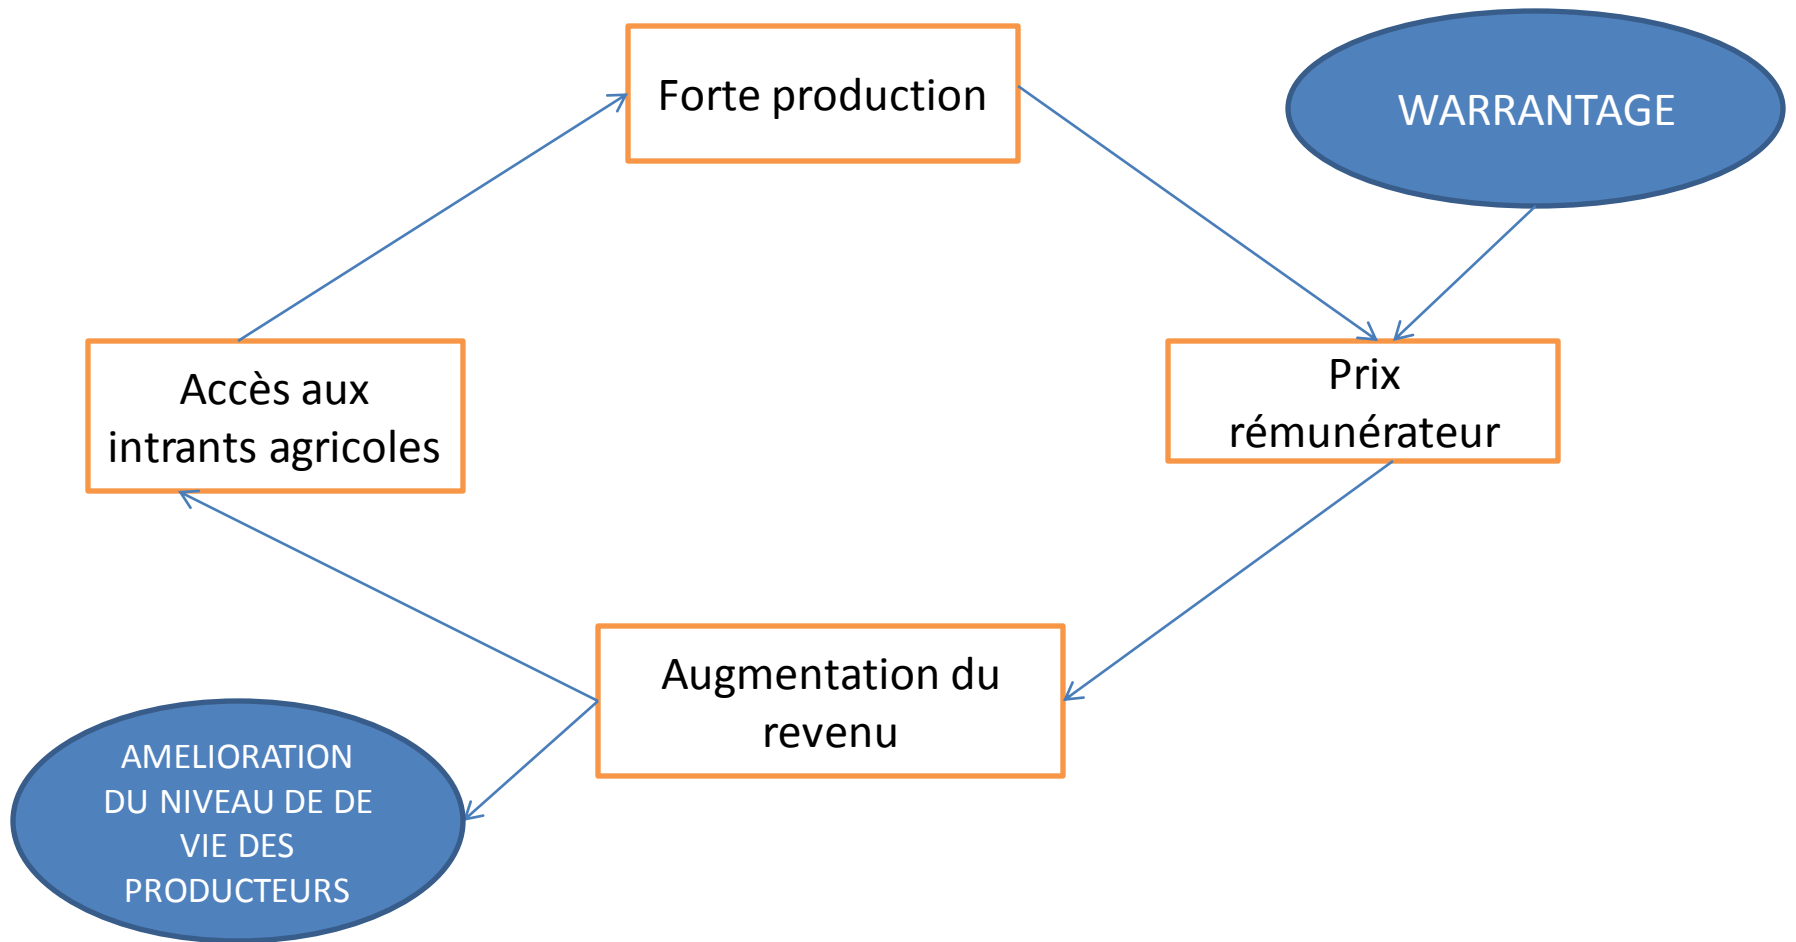 Forte production
WARRANTAGE
Accès aux
intrants agricoles
Prix
rémunérateur
Augmentation du
revenu
AMELIORATION
DU NIVEAU DE DE
VIE DES
PRODUCTEURS